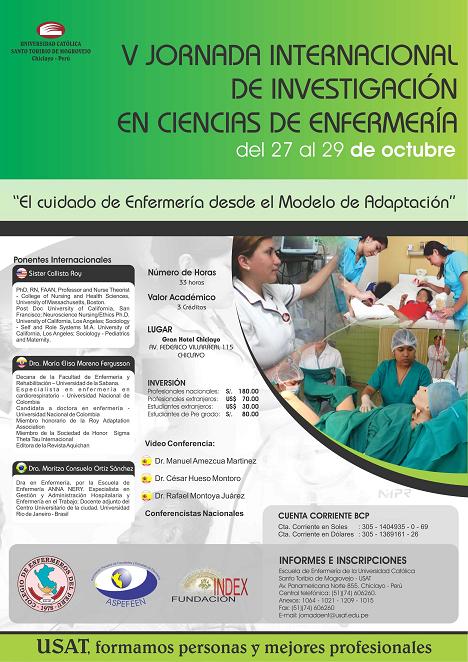 UNIVERSIDAD CATÓLICA
SANTO TORIBIO DE MOGROVEJO
Chiclayo - Perú
V JORNADA INTERNACIONAL
DE INVESTIGACIÓN
EN CIENCIAS DE ENFERMERÍA
del 27 al 29 de octubre
"El cuidado de Enfermería desde el Modelo de Adaptación"
Ponentes Internacionales
Sister Callista Roy
PhD, RN, FAAN, Professor and Nurse Theorist
- College of Nursing and Health Sciences,
University of Massachusetts, Boston.
Post Doc University of California, San
Francisco; Neuroscience Nursing/Ethics Ph.D,
University of California, Los Angeles; Sociology
- Self and Role Systems M.A. University of
California, Los Angeles; Sociology - Pediatrics
and Maternity.
Dra. María Elisa Moreno Fergusson
Decana de la Facultad de Enfermería y
Rehabilitación – Universidad de la Sabana.
Especialista en enfermería en
cardiorespiratorio - Universidad Nacional de
Colombia
Candidata a doctora en enfermería -
Universidad Nacional de Colombia
Miembro honorario de la Roy Adaptation
Association
Miembro de la Sociedad de Honor Sigma
Theta Tau Internacional
Editora de la Revista Aquichan
Dra. Maritza Consuelo Ortiz Sánchez
Dra en Enfermería, por la Escuela de
Enfermería ANNA NERY. Especialista en
Gestión y Administración Hospitalaria y
Enfermería en el Trabajo; Docente adjunto del
Centro Universitario de la ciudad. Universidad
Rio de Janeiro - Brasil
Número de Horas
33 horas
Valor Académico
3 Créditos
LUGAR
Gran Hotel Chiclayo
AV. FEDERICO VILLARREAL 115
CHICLAYO
INVERSIÓN
Profesionales nacionales: S/. 180.00
Profesionales extranjeros: US$ 70.00
Estudiantes extranjeros: US$ 30.00
Estudiantes de Pre grado: S/. 80.00
Video Conferencia:
Dr. Manuel Amezcua Martinez
Dr. César Hueso Montoro
Dr. Rafael Montoya Juárez
Conferencistas Nacionales
CUENTA CORRIENTE BCP
Cta. Corriente en Soles : 305 - 1404935 - 0 - 69
Cta. Corriente en Dólares : 305 - 1369161 - 26
INFORMES E INSCRIPCIONES
Escuela de Enfermería de la Universidad Católica
Santo Toribio de Mogrovejo - USAT
Av. Panamericana Norte 855. Chiclayo - Perú
Central telefónica: (51)(74) 606260.
Anexos: 1064 - 1021 - 1209 - 1015
Fax: (51)(74) 606260
E-mail: jornadaenf@usat.edu.pe
COLEGIO DE ENFERMEROS DEL PERÚ
1978
ASPEFEEN
INDEX
FUNDACIÓN
USAT, formamos personas y mejores profesionales